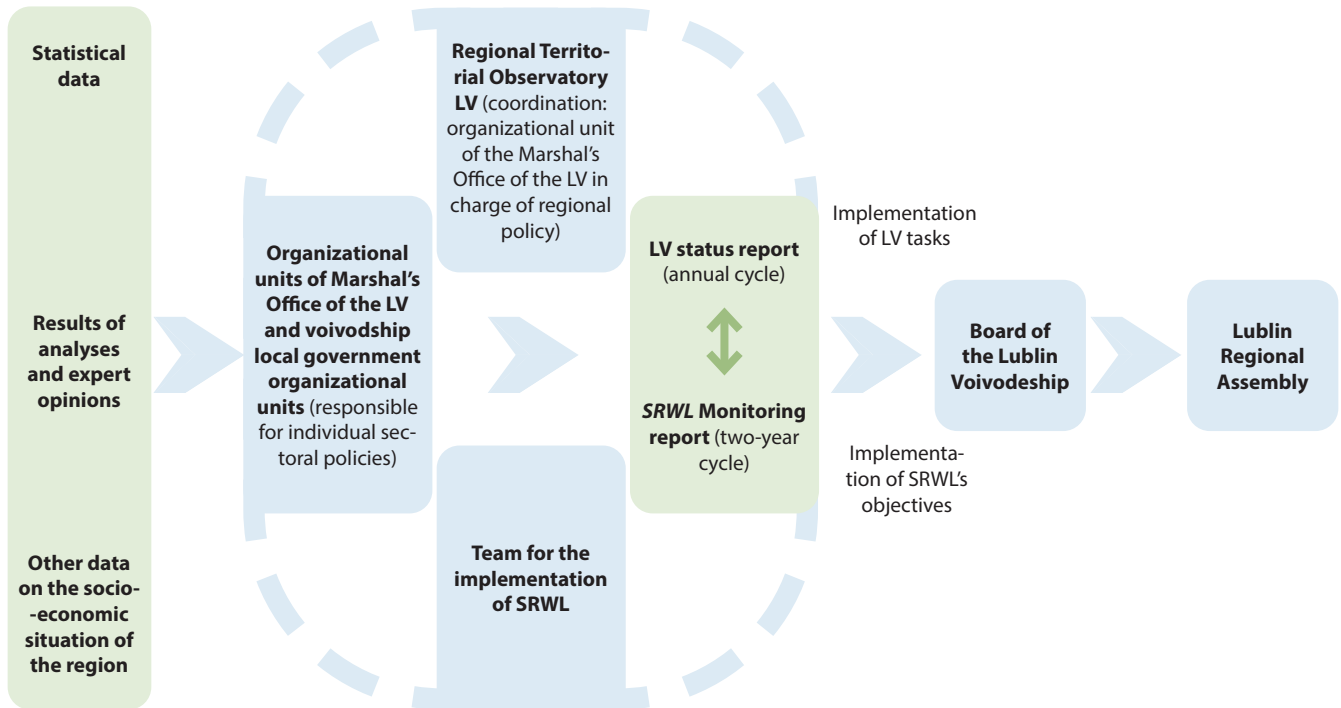 Statistical
data
Results of
analyses
and expert
opinions
Other data
on the socio-
-economic
situation of
the region
Organizational
units of Marshal’s
Office of the LV
and voivodship
local government
organizational
units (responsible
for individual sec-
toral policies)
Regional Territo-
rial Observatory
LV (coordination:
organizational unit
of the Marshal’s
Office of the LV in
charge of regional
policy)
Team for the
implementation
of SRWL
LV status report
(annual cycle)
SRWL Monitoring
report (two-year
cycle)
Implementation
of LV tasks
Implementa-
tion of SRWL’s
objectives
Board of
the Lublin
Voivodeship
Lublin
Regional
Assembly